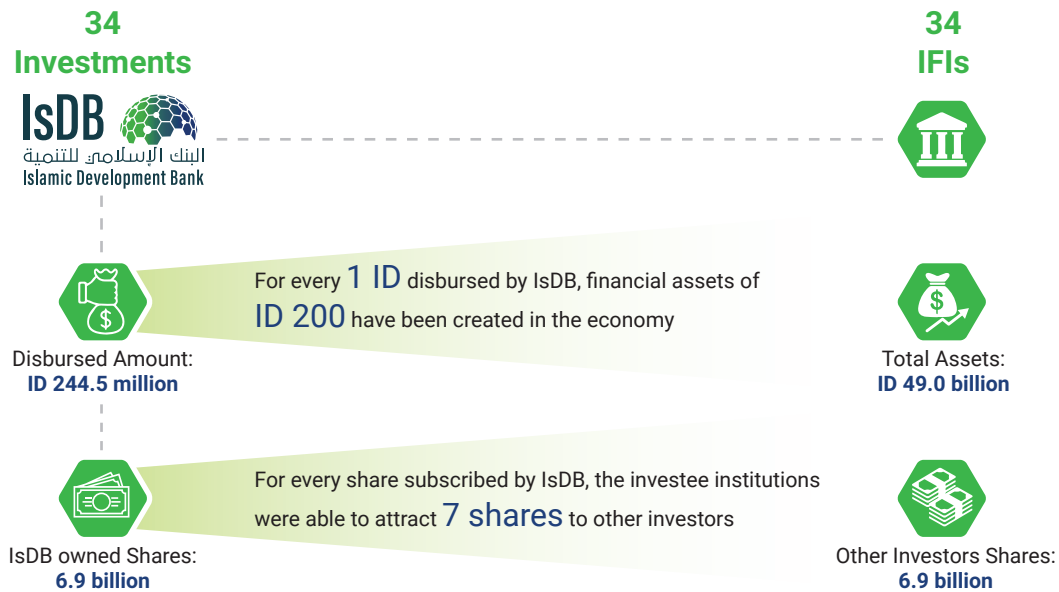 34
Investments
34
IFIs
IsDB
البنك الإسلامي للتنمية
Islamic Development Bank
For every 1 ID disbursed by IsDB, financial assets of
ID 200 have been created in the economy
$
Disbursed Amount:
ID 244.5 million
$
Total Assets:
ID 49.0 billion
For every share subscribed by IsDB, the investee institutions
were able to attract 7 shares to other investors
IsDB owned Shares:
6.9 billion
Other Investors Shares:
6.9 billion